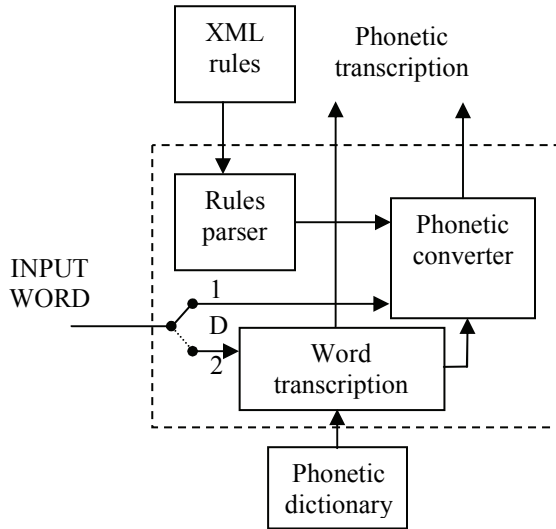 XML
rules
Phonetic
transcription
Rules
parser
Phonetic
converter
INPUT
WORD
1
D
2
Word
transcription
Phonetic
dictionary